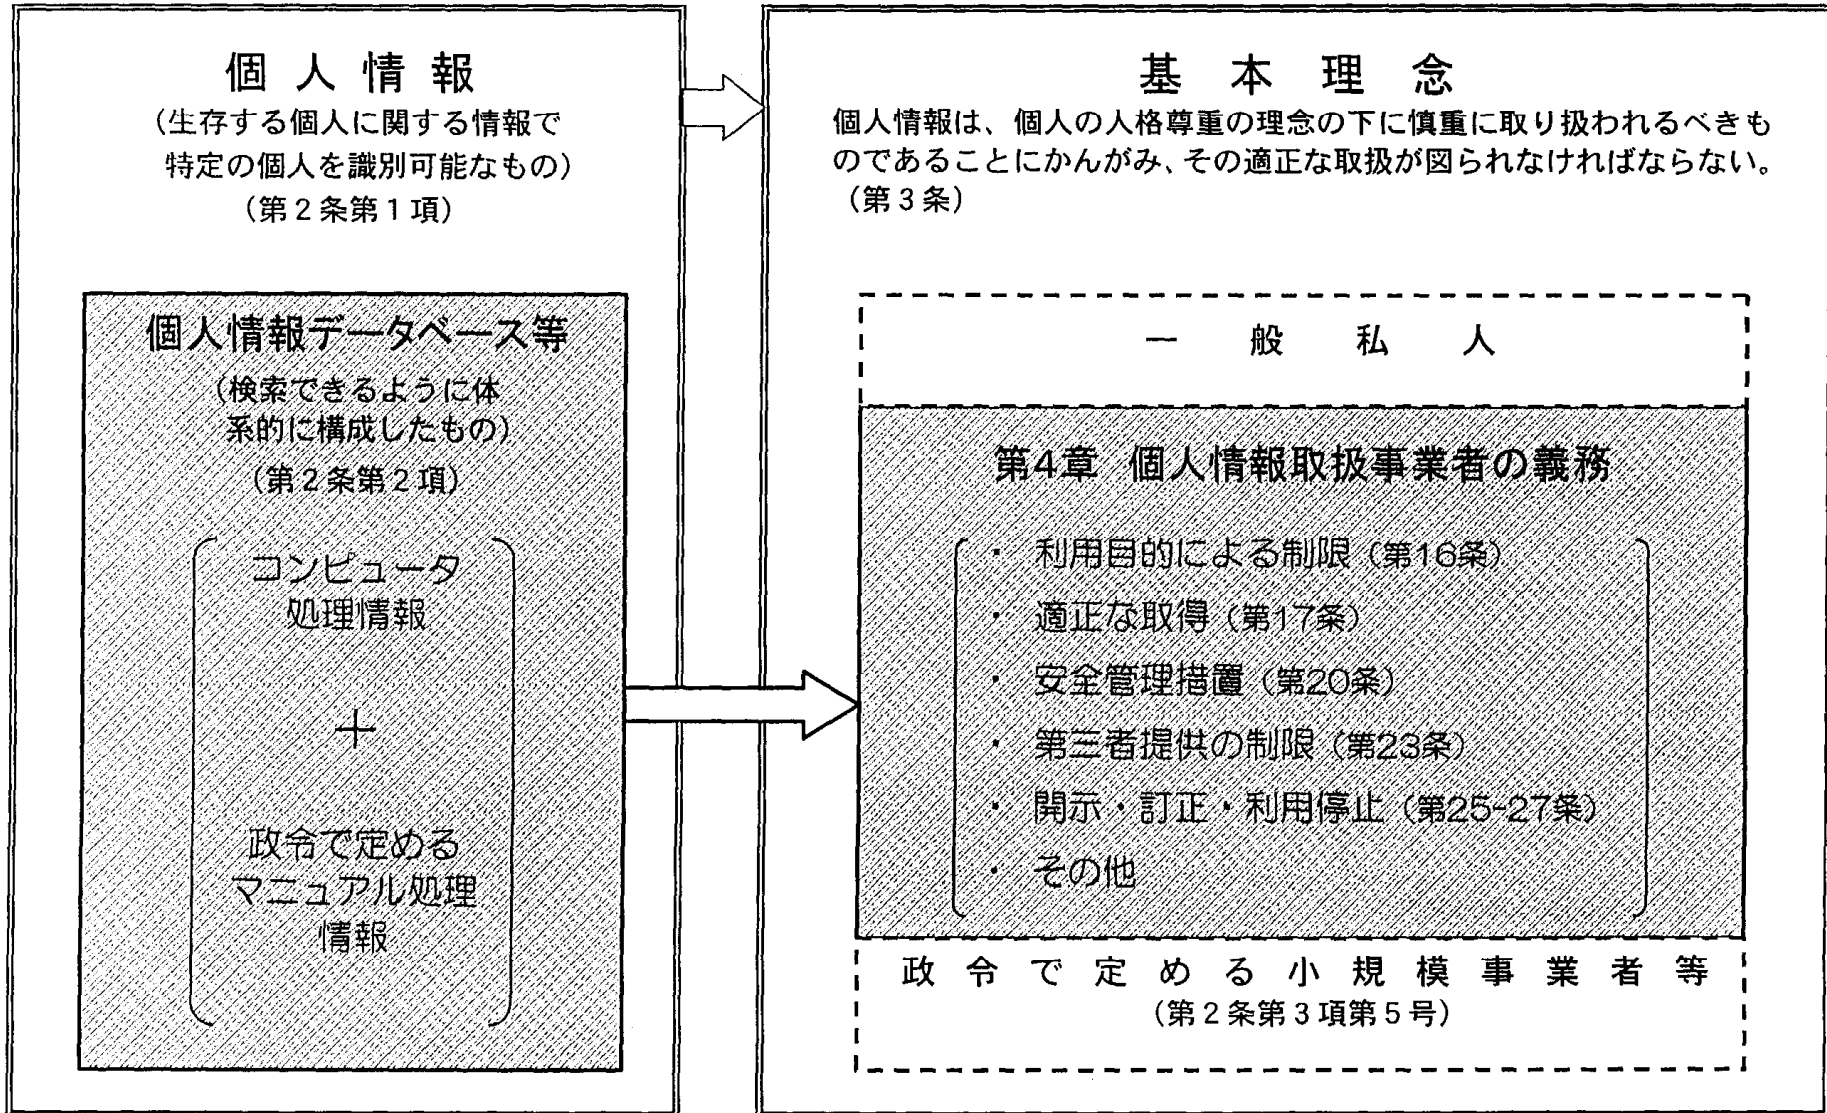 個人情報
(生存する個人に関する情報で
特定の個人を識別可能なもの)
(第2条第1項)
個人情報データベース等
(検索できるように体
系的に構成したもの)
(第2条第2項)
コンピュータ
処理情報
＋
政令で定める
マニュアル処理
情報
基本理念
個人情報は、個人の人格尊重の理念の下に慎重に取り扱われるべきも
のであることにかんがみ、その適正な取扱が図られなければならない。
(第3条)
一般私人
第4章 個人情報取扱事業者の義務
・ 利用目的による制限(第16条)
・ 適正な取得(第17条)
・ 安全管理措置(第20条)
・ 第三者提供の制限(第23条)
・ 開示・訂正・利用停止(第25-27条)
・ その他
政令で定める小規模事業者等
(第2条第3項第5号)